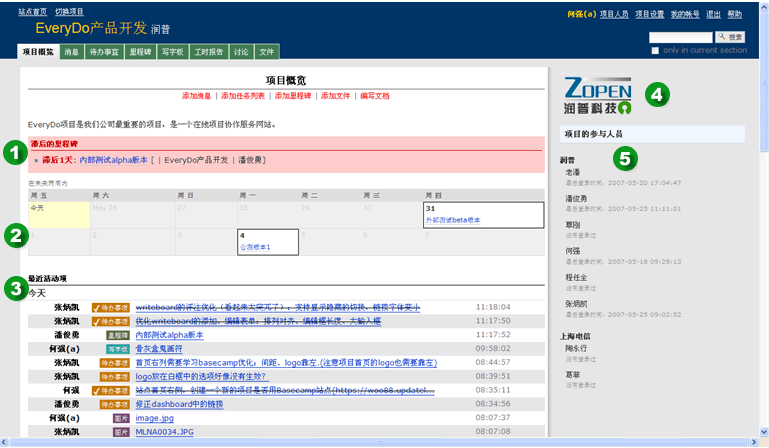 站点首页 切换项目
何强(a) 项目人员 项目设置 我的帐号 退出 帮助
EveryDo产品开发 润普
搜索
only in current section
项目概览 消息 待办事宜 里程碑 写字板 工时报告 讨论 文件
项目概览
添加消息 | 添加任务列表 | 添加里程碑 | 添加文件 | 编写文档
EveryDo项目是我们公司最重要的项目，是一个在线项目协作服务网站。
1
滞后的里程碑
滞后1天: 内部测试alpha版本 [ | EveryDo产品开发 | 潘俊勇]
在未来两周内
周 五 周 六 周 日 周 一 周 二 周 三 周 四
今天 May 26 27 28 29 30 31
外部测试beta版本
2
1 2 3 4 5 6 7
公测版本1
3
最近活动项
今天
张炳凯 待办事项 writeboard的评注优化（看起来太突兀了）：支持显示隐藏的切换，链接字体变小 11:18:04
张炳凯 待办事项 优化writeboard的添加、编辑表单：排列对齐、编辑框长度、大输入框 11:17:50
潘俊勇 里程碑 内部测试alpha版本 11:17:52
何强(a) 写字板 骨灰盒鬼画符 09:58:02
张炳凯 待办事项 首页右列需要学习basecamp优化：间距、logo靠左.(注意项目首页的logo也需要靠左) 08:44:57
张炳凯 待办事项 logo放在白框中的选项好像没有生效? 08:39:51
何强 待办事项 站点首页右侧，创建一个新的项目是否用Basecamp站点(https://woo88.updatel... 08:35:11
潘俊勇 待办事项 修正dashboard中的链接 08:34:56
何强(a) 图片 image.jpg 08:07:37
张炳凯 图片 MLNA0034.JPG 08:07:08
ZOPEN
润普科技
4
项目的参与人员
5
润普
老潘
最后登录时间: 2007-05-20 17:04:47
潘俊勇
最后登录时间: 2007-05-25 11:11:01
覃刚
没有登录过
何强
最后登录时间: 2007-05-18 09:29:13
程任全
没有登录过
张炳凯
最后登录时间: 2007-05-25 09:02:52
上海电信
陶永行
没有登录过
葛菲
没有登录过